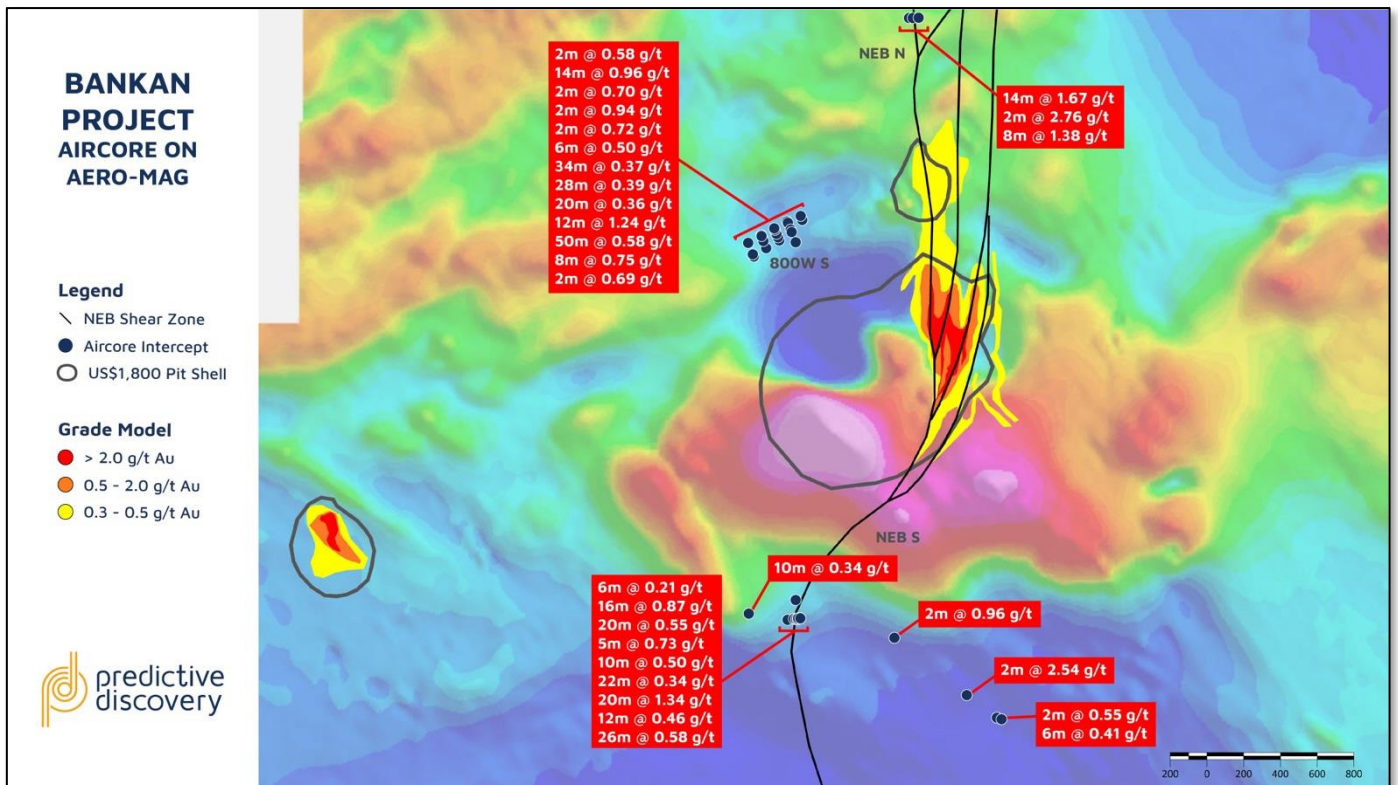 BANKAN
PROJECT
AIRCORE ON
AERO-MAG
Legend
NEB Shear Zone
Aircore Intercept
US$1,800 Pit Shell
Grade Model
> 2.0 g/t Au
0.5 - 2.0 g/t Au
0.3 - 0.5 g/t Au
predictive
discovery
2m @ 0.58 g/t
14m @ 0.96 g/t
2m @ 0.70 g/t
2m @ 0.94 g/t
2m @ 0.72 g/t
6m @ 0.50 g/t
34m @ 0.37 g/t
28m @ 0.39 g/t
20m @ 0.36 g/t
12m @ 1.24 g/t
50m @ 0.58 g/t
8m @ 0.75 g/t
2m @ 0.69 g/t
NEB N
14m @ 1.67 g/t
2m @ 2.76 g/t
8m @ 1.38 g/t
800W S
NEB S
10m @ 0.34 g/t
6m @ 0.21 g/t
16m @ 0.87 g/t
20m @ 0.55 g/t
5m @ 0.73 g/t
10m @ 0.50 g/t
22m @ 0.34 g/t
20m @ 1.34 g/t
12m @ 0.46 g/t
26m @ 0.58 g/t
2m @ 0.96 g/t
2m @ 2.54 g/t
2m @ 0.55 g/t
6m @ 0.41 g/t
200 0 200 400 600 800